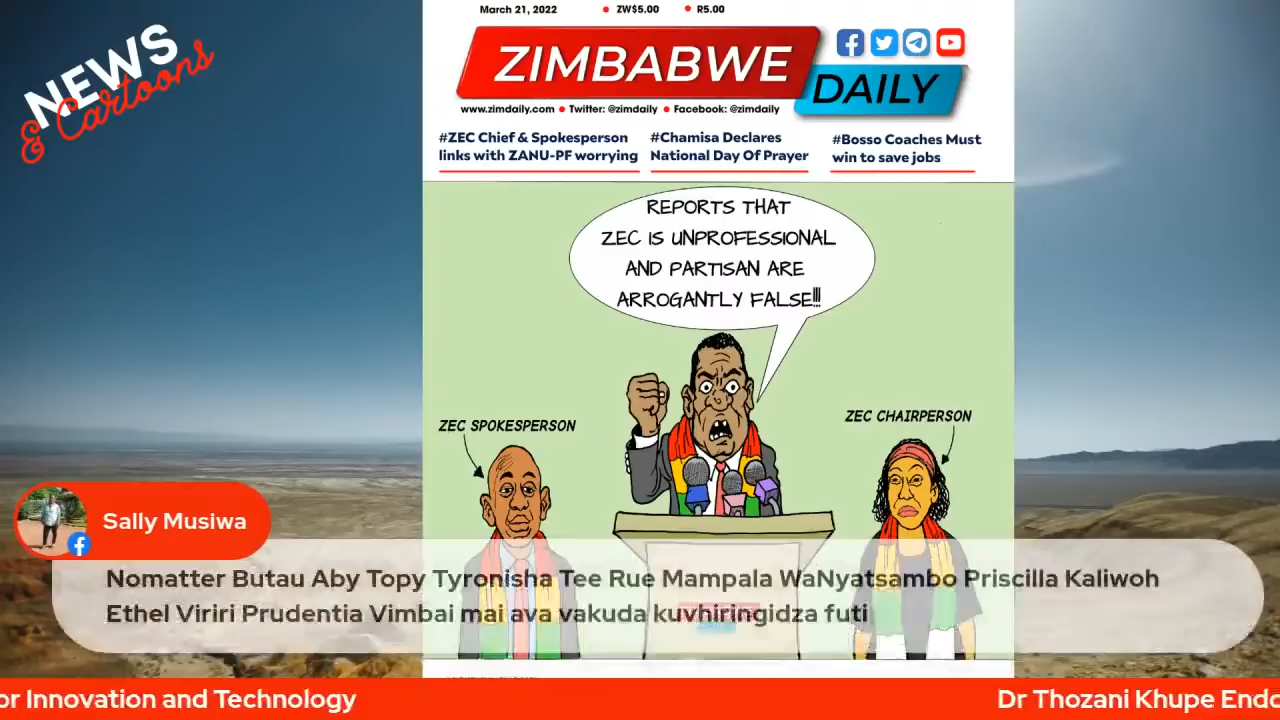 NEWS
& Cartoons
March 21, 2022 • ZW$5.00 • R5.00
ZIMBABWE
DAILY
www.zimdaily.com • Twitter: @zimdaily • Facebook: @zimdaily
#ZEC Chief & Spokesperson
links with ZANU-PF worrying
#Chamisa Declares
National Day Of Prayer
#Bosso Coaches Must
win to save jobs
REPORTS THAT
ZEC IS UNPROFESSIONAL
AND PARTISAN ARE
ARROGANTLY FALSE!!!
ZEC SPOKESPERSON
ZEC CHAIRPERSON
Sally Musiwa
Nomatter Butau Aby Topy Tyronisha Tee Rue Mampala WaNyatsambo Priscilla Kaliwoh
Ethel Viriri Prudentia Vimbai mai ava vakuda kuvhiringidza futi
or Innovation and Technology
Dr Thozani Khupe Endo